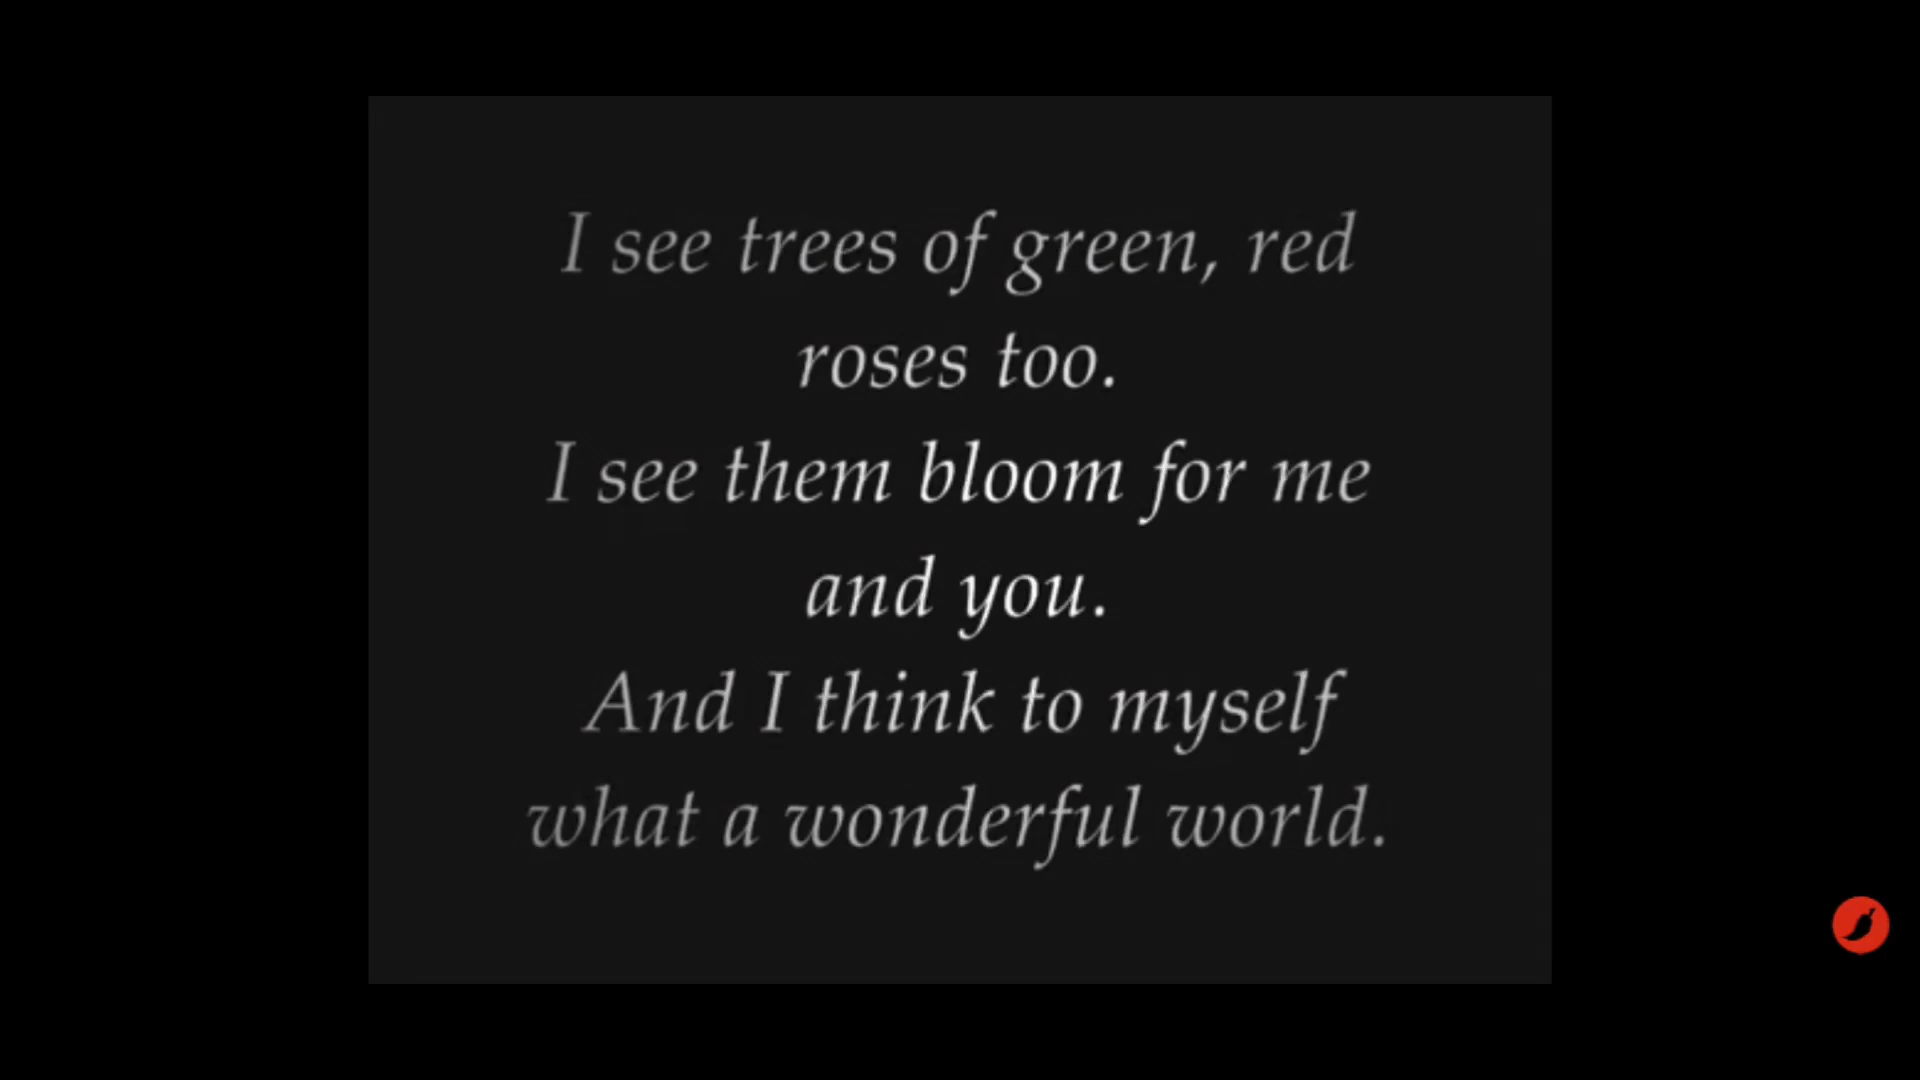 I see trees of green, red
roses too.
I see them bloom for me
and you.
And I think to myself
what a wonderful world.